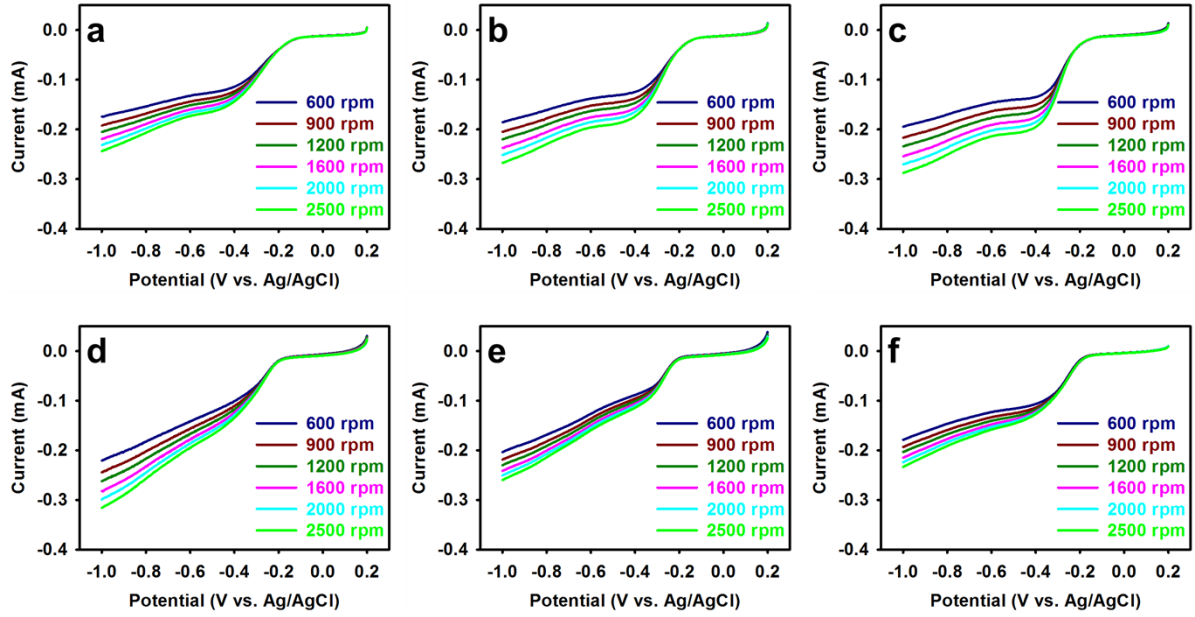 a
0.0
-0.1
-0.2
-0.3
-0.4
Current (mA)
600 rpm
900 rpm
1200 rpm
1600 rpm
2000 rpm
2500 rpm
-1.0 -0.8 -0.6 -0.4 -0.2 0.0 0.2
Potential (V vs. Ag/AgCl)
b
0.0
-0.1
-0.2
-0.3
-0.4
Current (mA)
600 rpm
900 rpm
1200 rpm
1600 rpm
2000 rpm
2500 rpm
-1.0 -0.8 -0.6 -0.4 -0.2 0.0 0.2
Potential (V vs. Ag/AgCl)
c
0.0
-0.1
-0.2
-0.3
-0.4
Current (mA)
600 rpm
900 rpm
1200 rpm
1600 rpm
2000 rpm
2500 rpm
-1.0 -0.8 -0.6 -0.4 -0.2 0.0 0.2
Potential (V vs. Ag/AgCl)
d
0.0
-0.1
-0.2
-0.3
-0.4
Current (mA)
600 rpm
900 rpm
1200 rpm
1600 rpm
2000 rpm
2500 rpm
-1.0 -0.8 -0.6 -0.4 -0.2 0.0 0.2
Potential (V vs. Ag/AgCl)
e
0.0
-0.1
-0.2
-0.3
-0.4
Current (mA)
600 rpm
900 rpm
1200 rpm
1600 rpm
2000 rpm
2500 rpm
-1.0 -0.8 -0.6 -0.4 -0.2 0.0 0.2
Potential (V vs. Ag/AgCl)
f
0.0
-0.1
-0.2
-0.3
-0.4
Current (mA)
600 rpm
900 rpm
1200 rpm
1600 rpm
2000 rpm
2500 rpm
-1.0 -0.8 -0.6 -0.4 -0.2 0.0 0.2
Potential (V vs. Ag/AgCl)